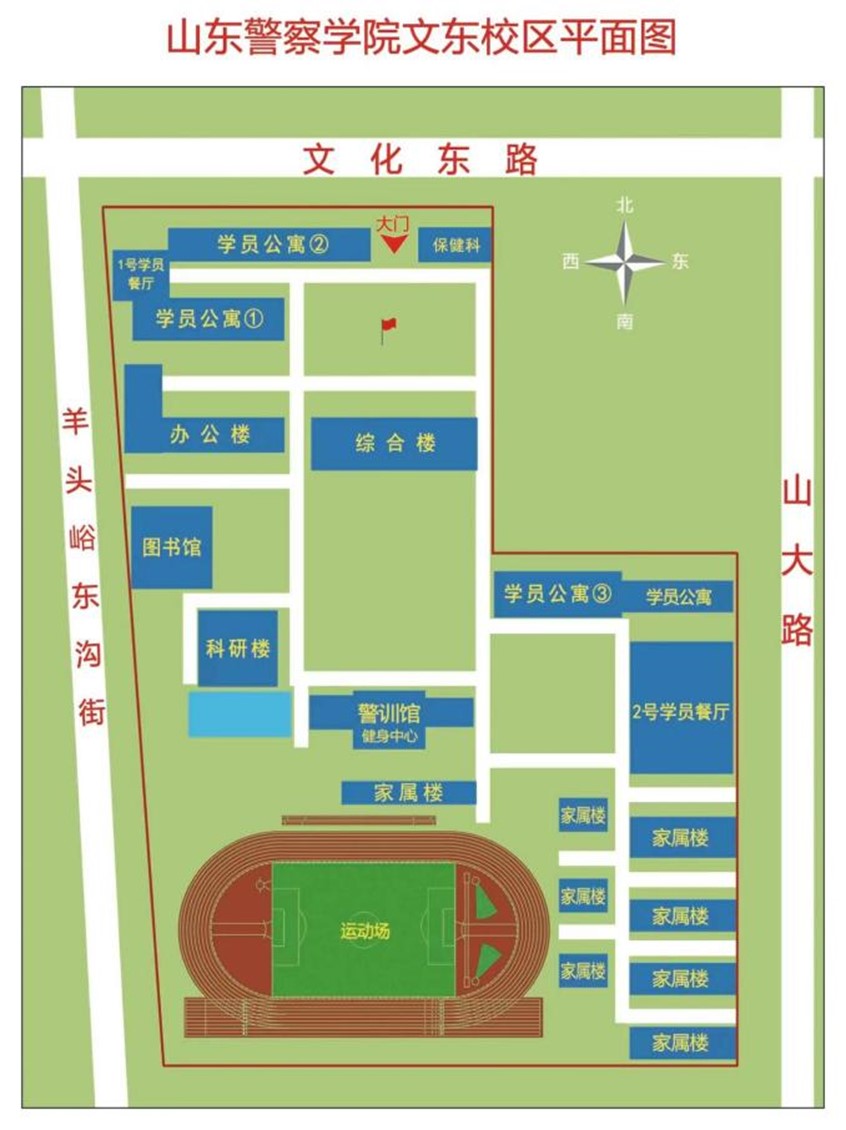 山东警察学院文东校区平面图
文化东路
北
西
东
南
大门
学员公寓②
保健科
1号学员
餐厅
学员公寓①
办公楼
综合楼
羊头峪东沟街
山大路
图书馆
学员公寓③
学员公寓
科研楼
2号学员餐厅
警训馆
健身中心
家属楼
家属楼
家属楼
家属楼
家属楼
家属楼
家属楼
家属楼
运动场